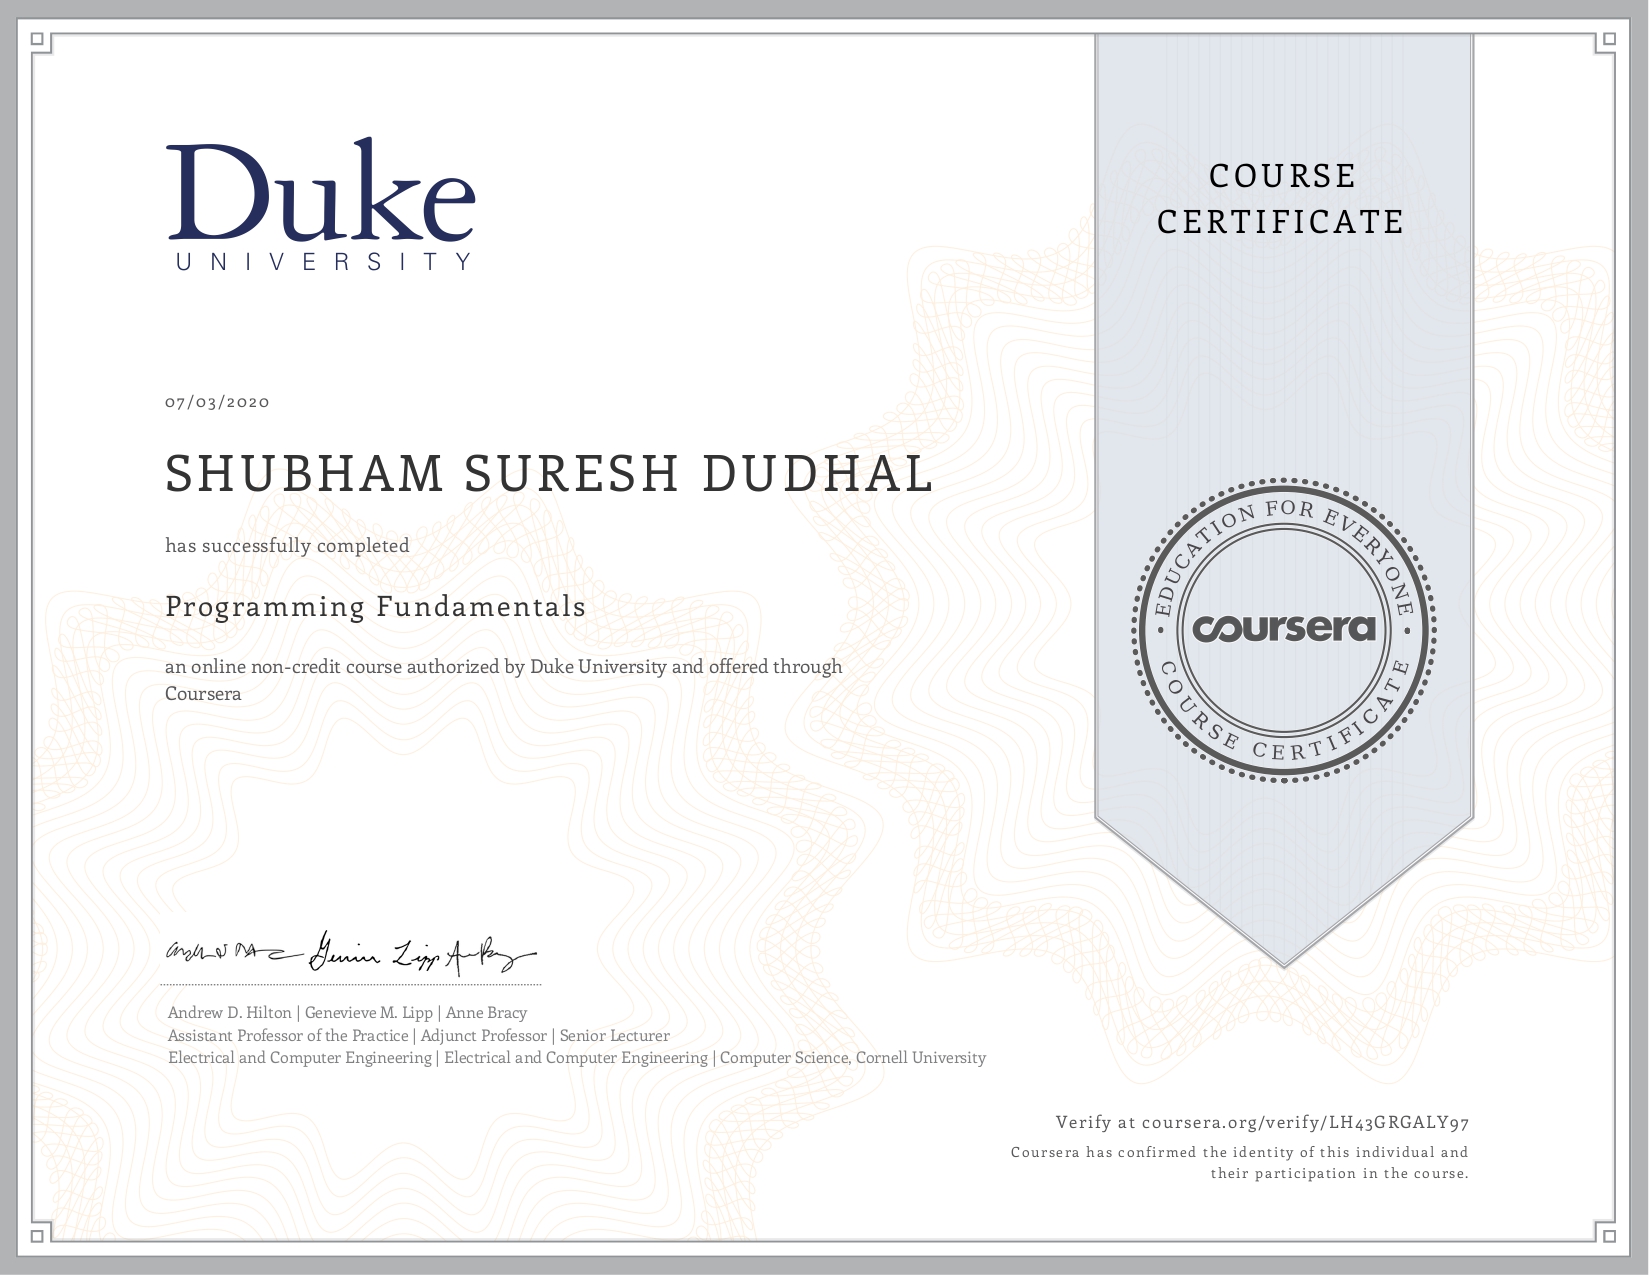 Duke
UNIVERSITY
COURSE
CERTIFICATE
07/03/2020
SHUBHAM SURESH DUDHAL
has successfully completed
Programming Fundamentals
an online non-credit course authorized by Duke University and offered through
Coursera
EDUCATION FOR EVERYONE
coursera
COURSE CERTIFICATE
Genevieve Lipp
Andrew D. Hilton | Genevieve M. Lipp | Anne Bracy
Assistant Professor of the Practice | Adjunct Professor | Senior Lecturer
Electrical and Computer Engineering | Electrical and Computer Engineering | Computer Science, Cornell University
Verify at coursera.org/verify/LH43GRGALY97
Coursera has confirmed the identity of this individual and
their participation in the course.